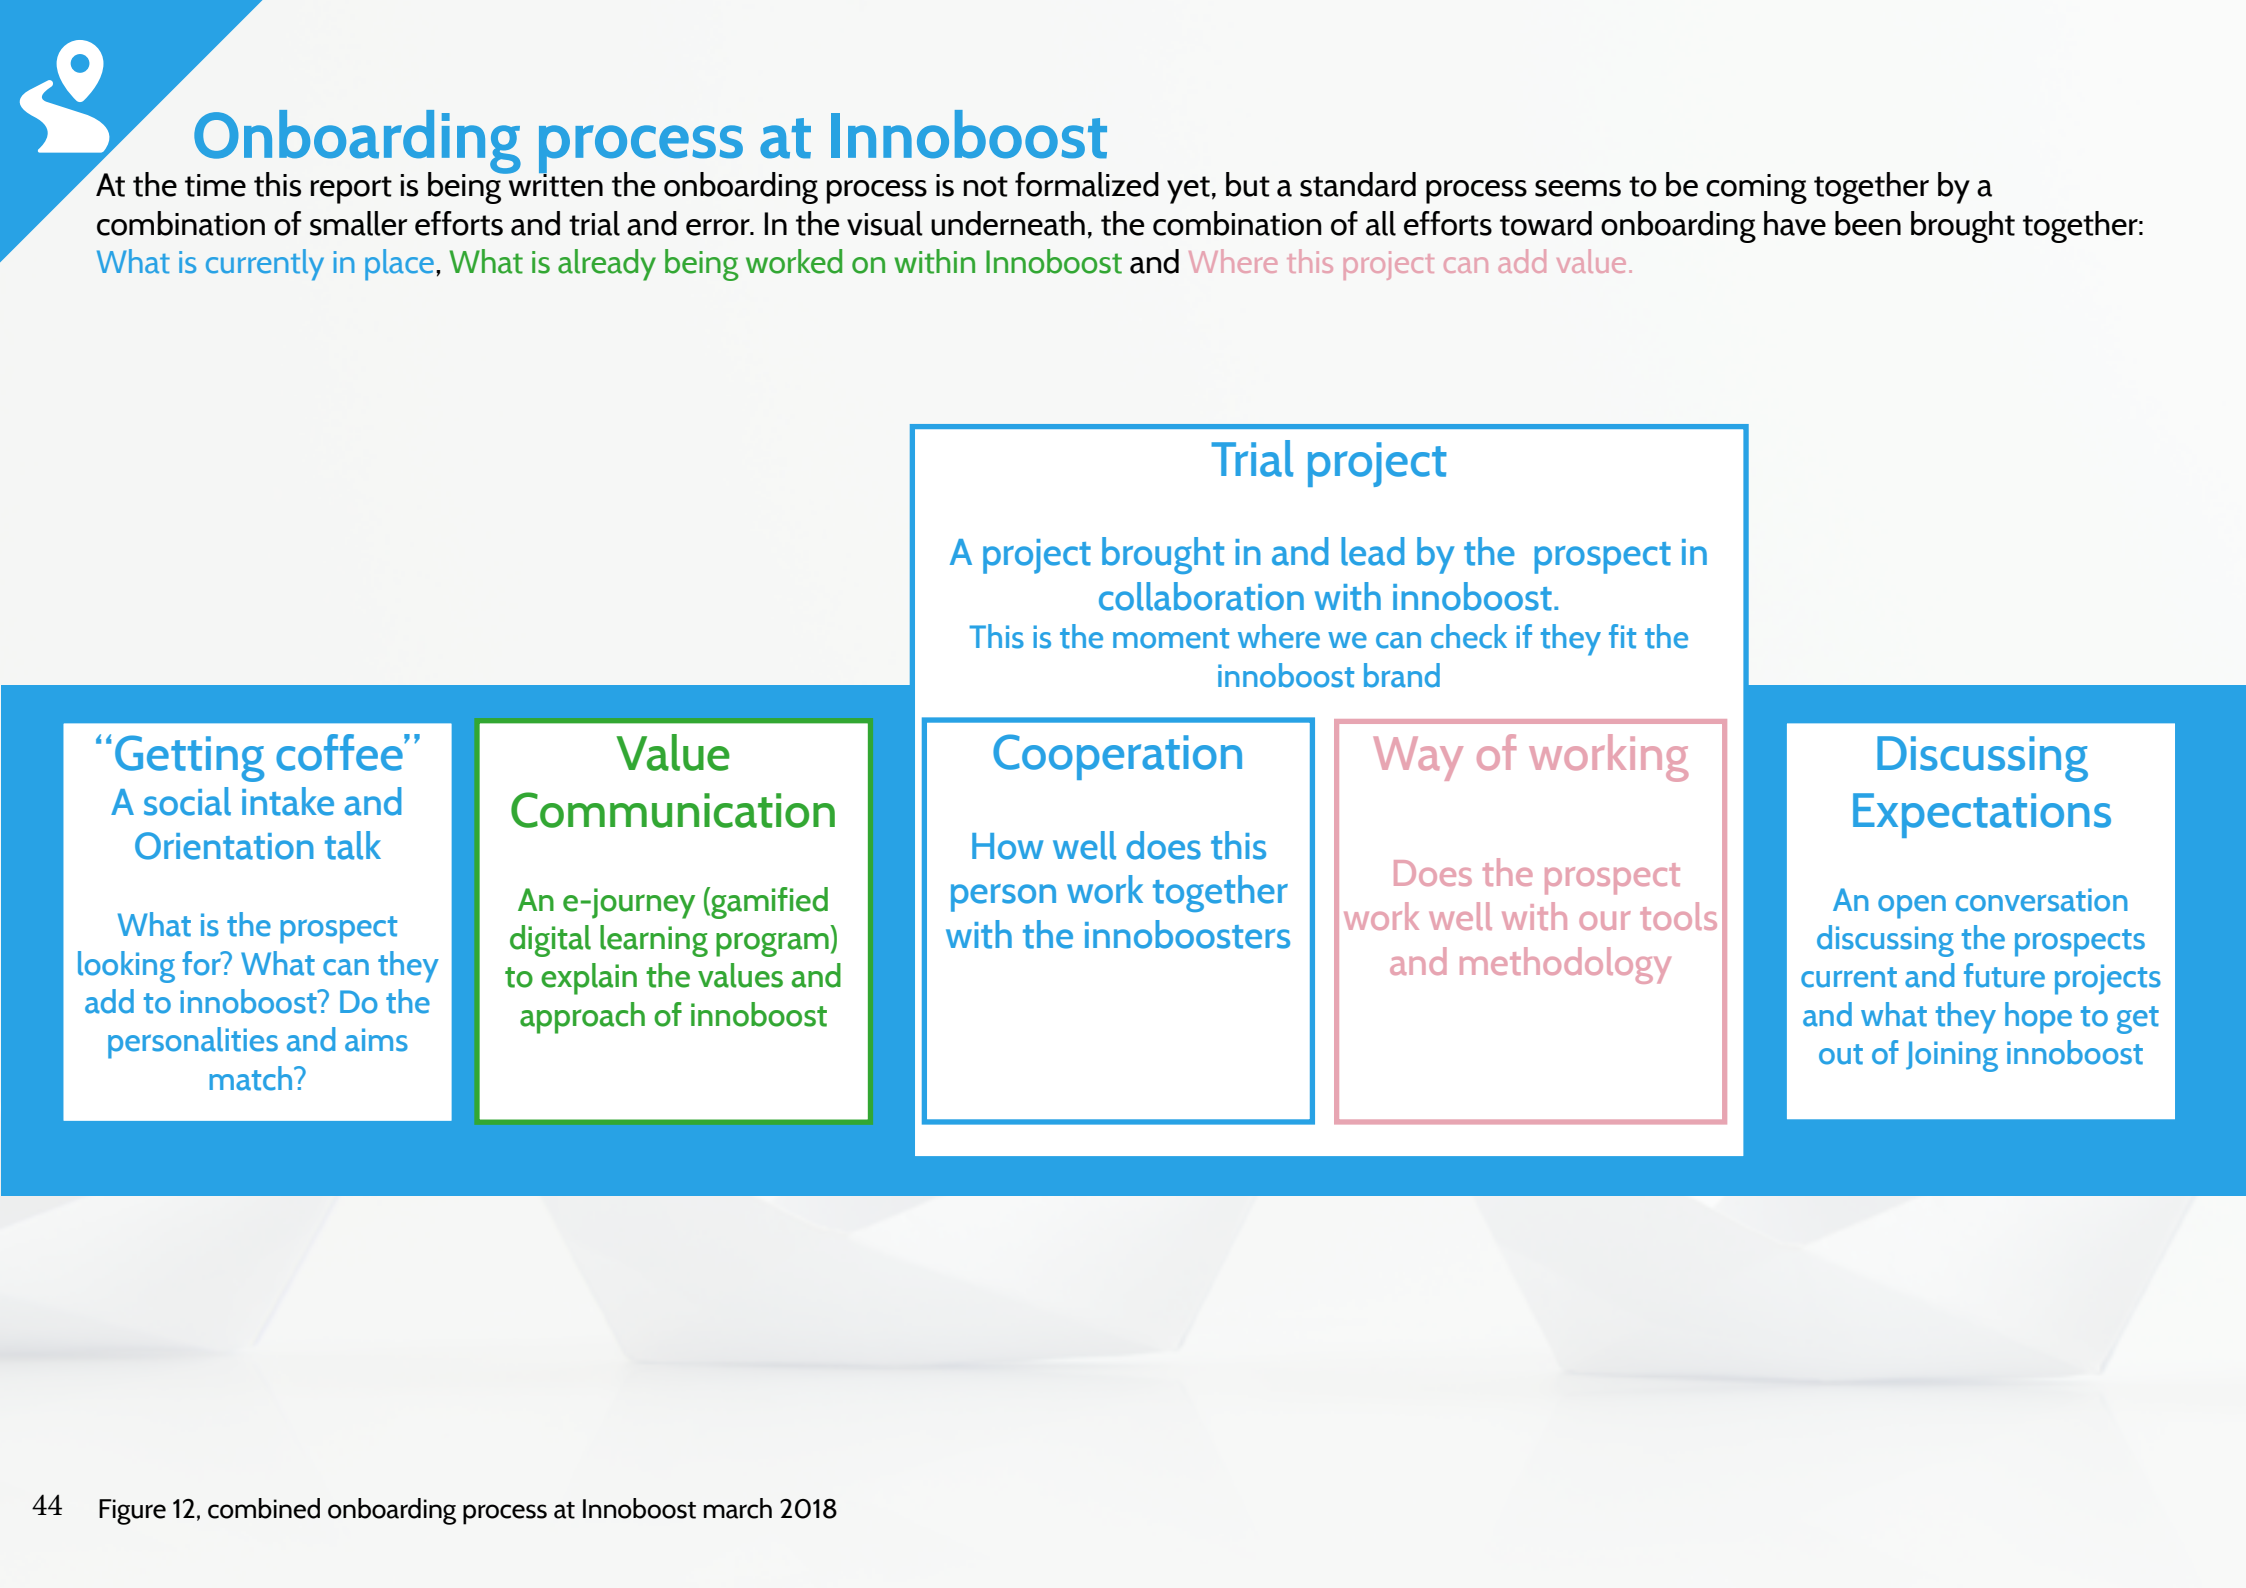 Onboarding process at Innoboost
At the time this report is being written the onboarding process is not formalized yet, but a standard process seems to be coming together by a
combination of smaller efforts and trial and error. In the visual underneath, the combination of all efforts toward onboarding have been brought together:
What is currently in place, What is already being worked on within Innoboost and Where this project can add value.
Trial project
A project brought in and lead by the prospect in
collaboration with innoboost.
This is the moment where we can check if they fit the
innoboost brand
“Getting coffee”
A social intake and
Orientation talk
What is the prospect
looking for? What can they
add to innoboost? Do the
personalities and aims
match?
Value
Communication
An e-journey (gamified
digital learning program)
to explain the values and
approach of innoboost
Cooperation
How well does this
person work together
with the innoboosters
Way of working
Does the prospect
work well with our tools
and methodology
Discussing
Expectations
An open conversation
discussing the prospects
current and future projects
and what they hope to get
out of Joining innoboost
44 Figure 12, combined onboarding process at Innoboost march 2018